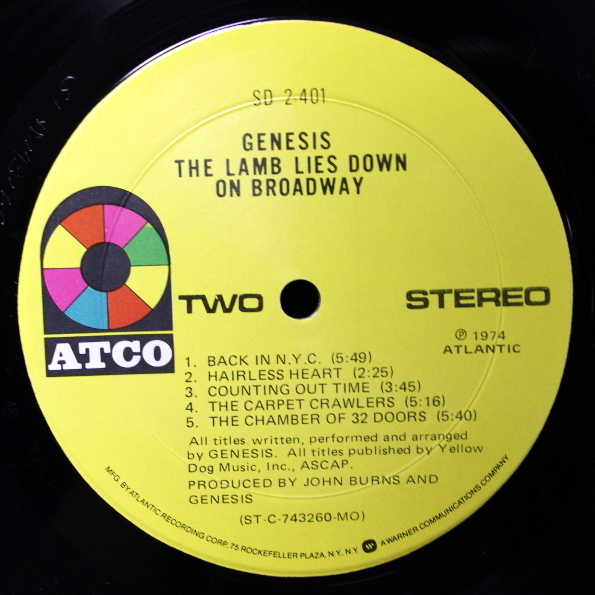 SD 2-401
GENESIS
THE LAMB LIES DOWN
ON BROADWAY
ATCO
TWO
STEREO
℗ 1974
ATLANTIC
1. BACK IN N.Y.C. (5:49)
2. HAIRLESS HEART (2:25)
3. COUNTING OUT TIME (3:45)
4. THE CARPET CRAWLERS (5:16)
5. THE CHAMBER OF 32 DOORS (5:40)
All titles written, performed and arranged
by GENESIS. All titles published by Yellow
Dog Music, Inc., ASCAP.
PRODUCED BY JOHN BURNS AND
GENESIS
(ST-C-743260-MO)
MFG. BY ATLANTIC RECORDING CORP., 75 ROCKEFELLER PLAZA, N.Y., N.Y. A WARNER COMMUNICATIONS COMPANY